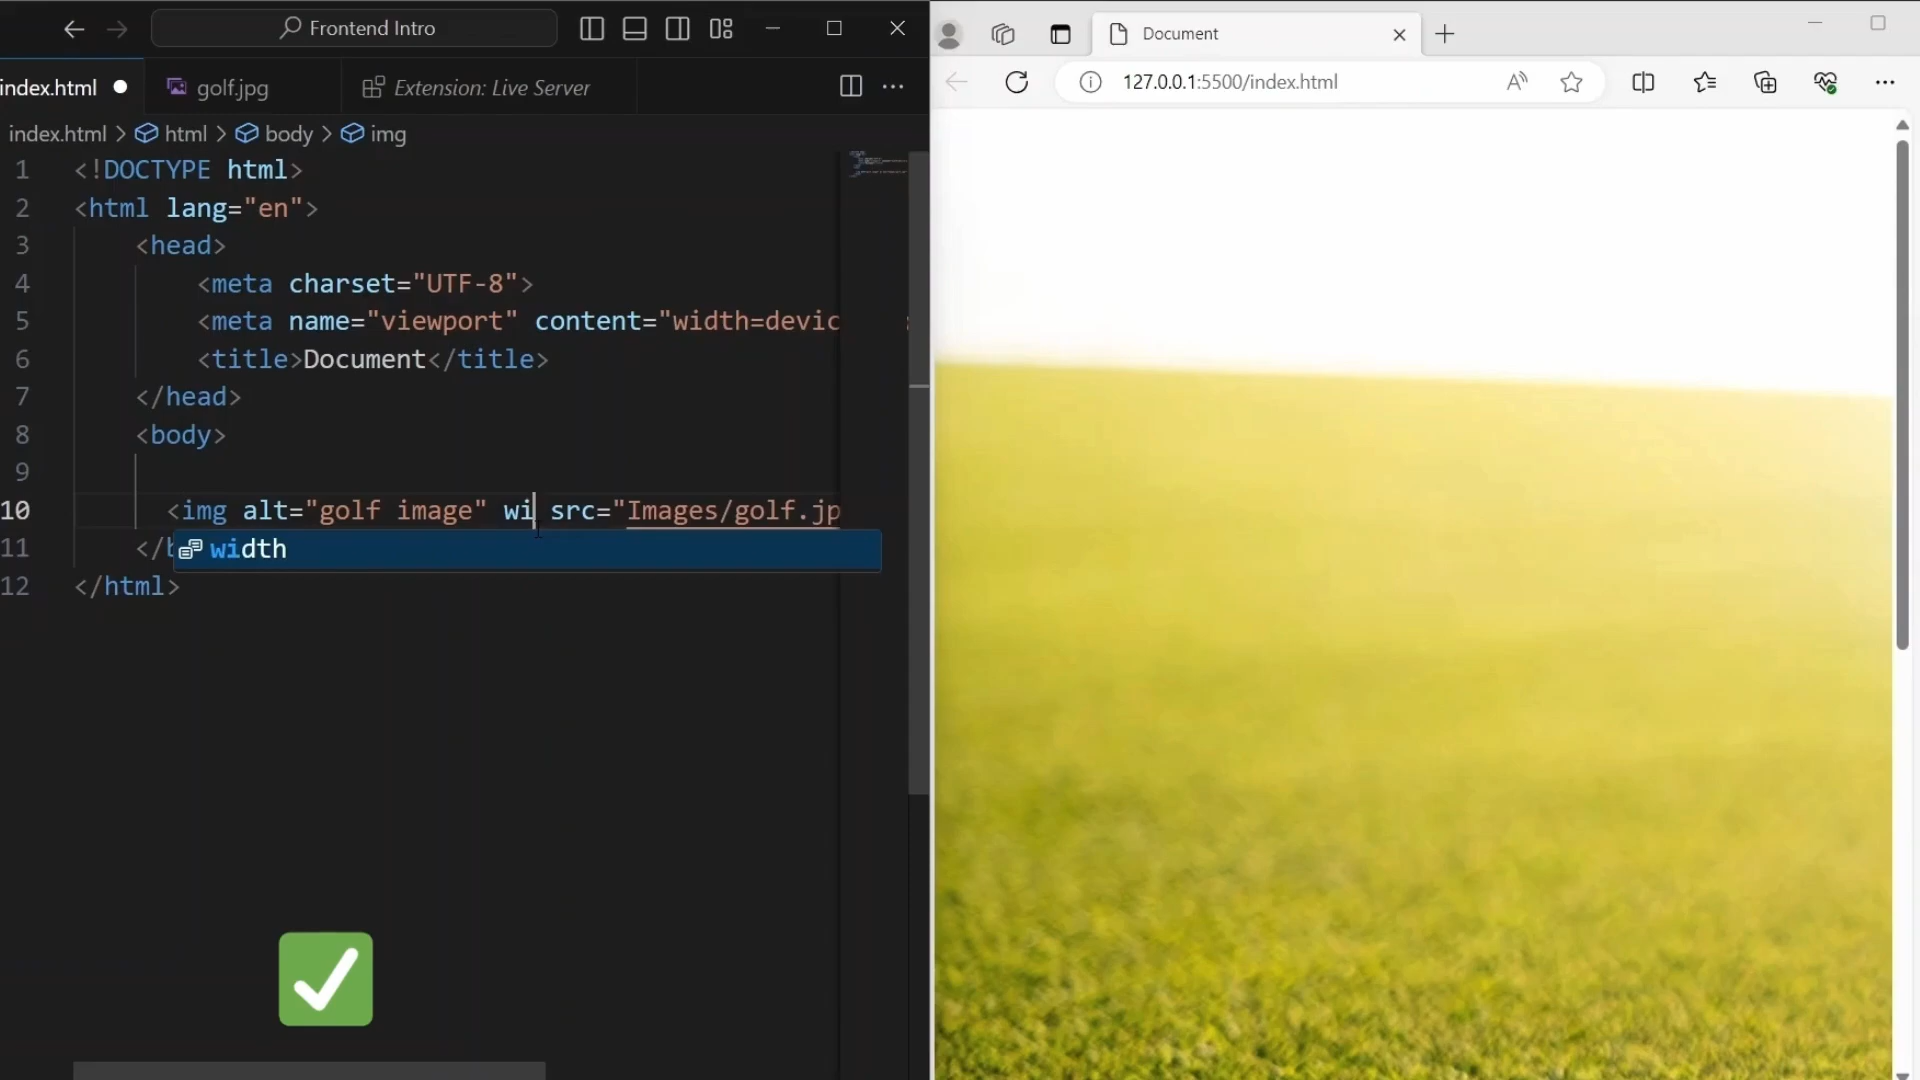 Frontend Intro
index.html
golf.jpg
Extension: Live Server
index.html > html > body > img
1 <!DOCTYPE html>
2 <html lang="en">
3 <head>
4 <meta charset="UTF-8">
5 <meta name="viewport" content="width=devic
6 <title>Document</title>
7 </head>
8 <body>
9
10 <img alt="golf image" wi src="Images/golf.jp
11 </b
width
12 </html>
Document
127.0.0.1:5500/index.html